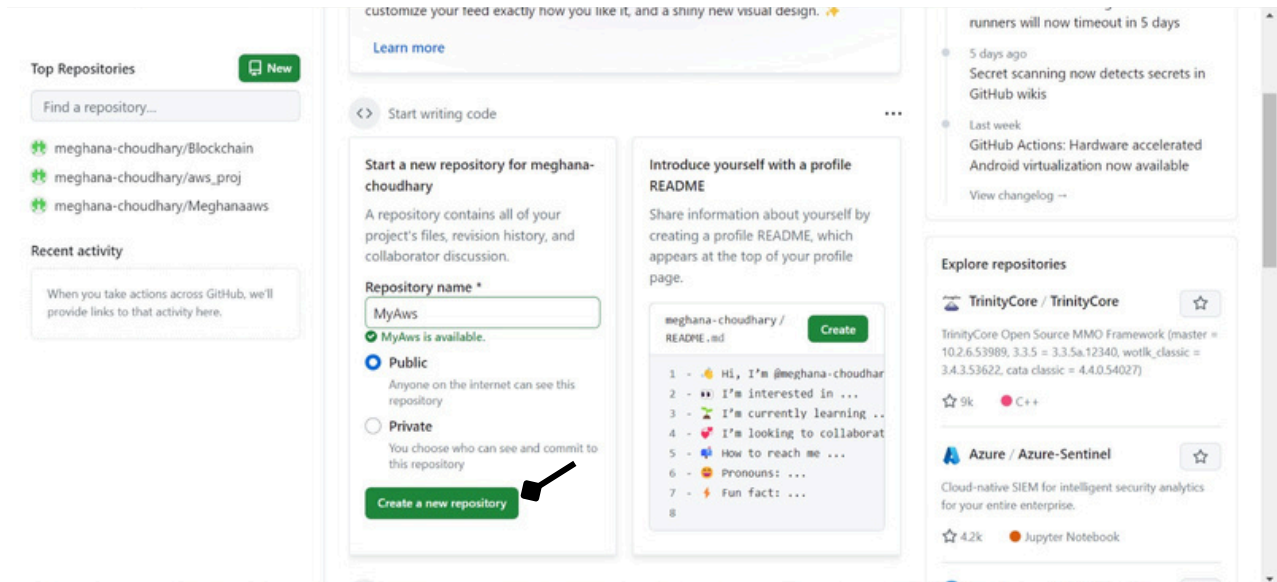 customize your feed exactly how you like it, and a shiny new visual design.
Learn more
Top Repositories
New
Find a repository...
meghana-choudhary/Blockchain
meghana-choudhary/aws_proj
meghana-choudhary/Meghanaaws
Recent activity
When you take actions across GitHub, we'll
provide links to that activity here.
Start writing code
Start a new repository for meghana-
choudhary
A repository contains all of your
project's files, revision history, and
collaborator discussion.
Repository name *
MyAws
MyAws is available.
Public
Anyone on the internet can see this
repository
Private
You choose who can see and commit to
this repository
Create a new repository
Introduce yourself with a profile
README
Share information about yourself by
creating a profile README, which
appears at the top of your profile
page.
meghana-choudhary/
README.md
Create
1 - 👋 Hi, I'm @meghana-choudhar
2 - 👀 I'm interested in ...
3 - 🌱 I'm currently learning ..
4 - 💞️ I'm looking to collaborat
5 - 📫 How to reach me ...
6 - 😄 Pronouns: ...
7 - ⚡ Fun fact: ...
8
runners will now timeout in 5 days
5 days ago
Secret scanning now detects secrets in
GitHub wikis
Last week
GitHub Actions: Hardware accelerated
Android virtualization now available
View changelog →
Explore repositories
TrinityCore / TrinityCore
TrinityCore Open Source MMO Framework (master =
10.2.6.53989, 3.3.5 = 3.3.5a.12340, wotlk_classic =
3.4.3.53622, cata classic = 4.4.0.54027)
9k
C++
Azure / Azure-Sentinel
Cloud-native SIEM for intelligent security analytics
for your entire enterprise.
4.2k
Jupyter Notebook